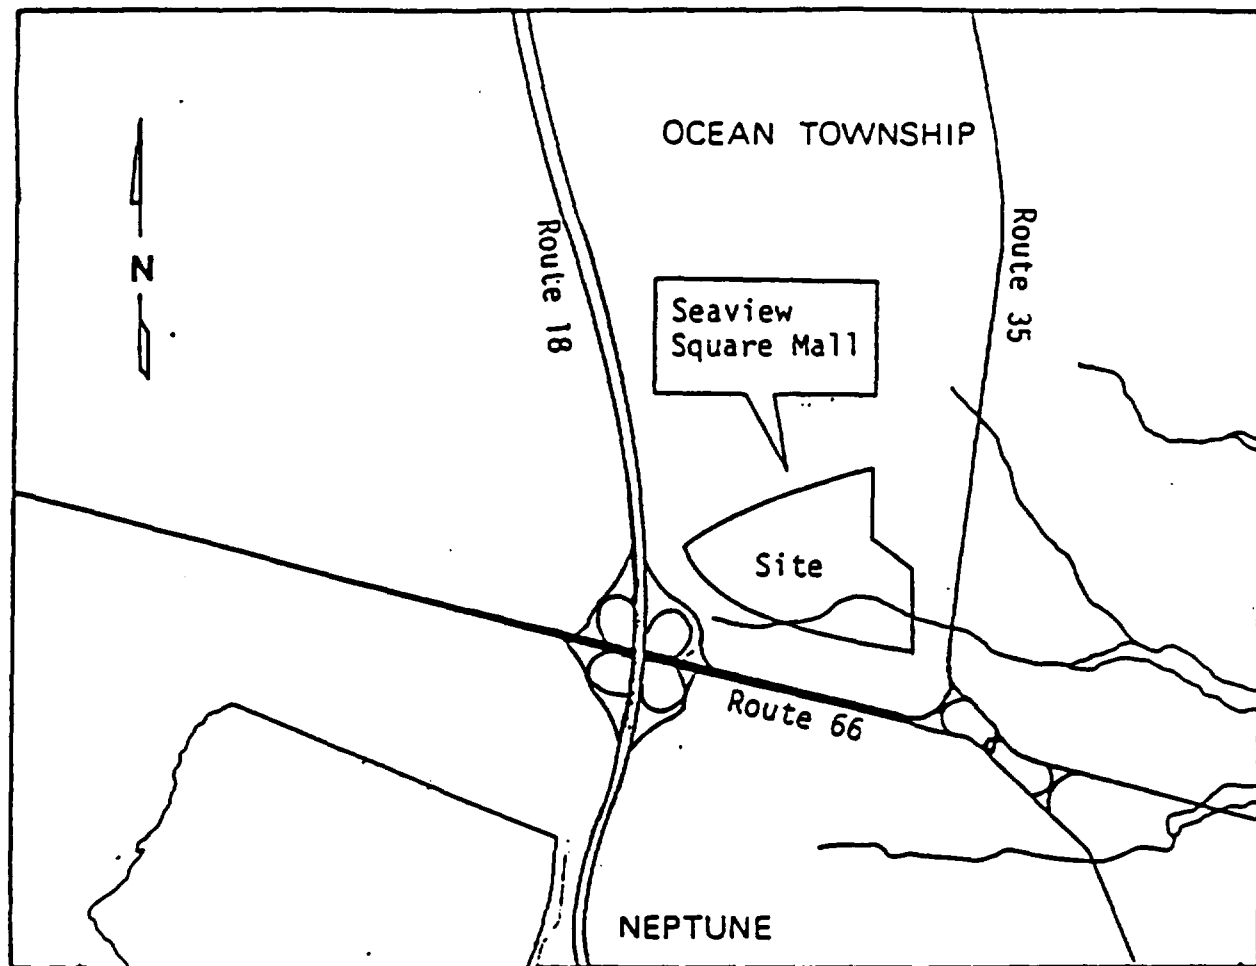 OCEAN TOWNSHIP
N
Route 18
Route 35
Seaview
Square Mall
Site
Route 66
NEPTUNE